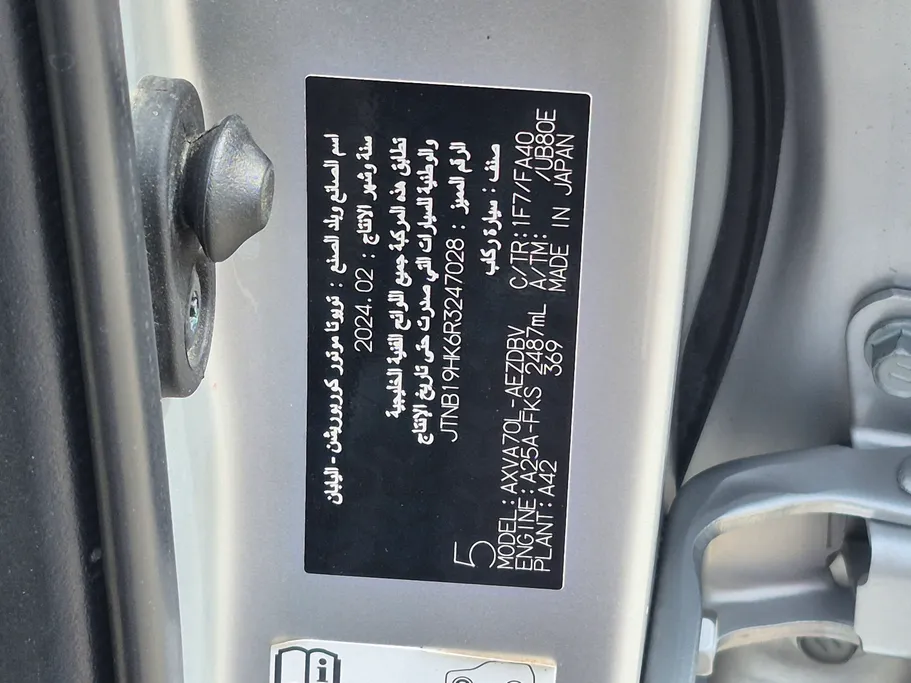 اسم الصانع وبلد الصنع : تويوتا موتور كوربوريشن - اليابان
سنة وشهر الانتاج : 2024.02
تطابق هذه المركبة جميع اللوائح الفنية الخليجية
والوطنية للسيارات التي صدرت حتى تاريخ الإنتاج
الرقم المميز : JTNB19HK6R3247028
صنف : سيارة ركاب
5
MODEL:AXVA70L-AEZDBV C/TR:1F7/FA40
ENGINE:A25A-FKS 2487mL A/TM: /UB80E
PLANT:A42 369 MADE IN JAPAN
i